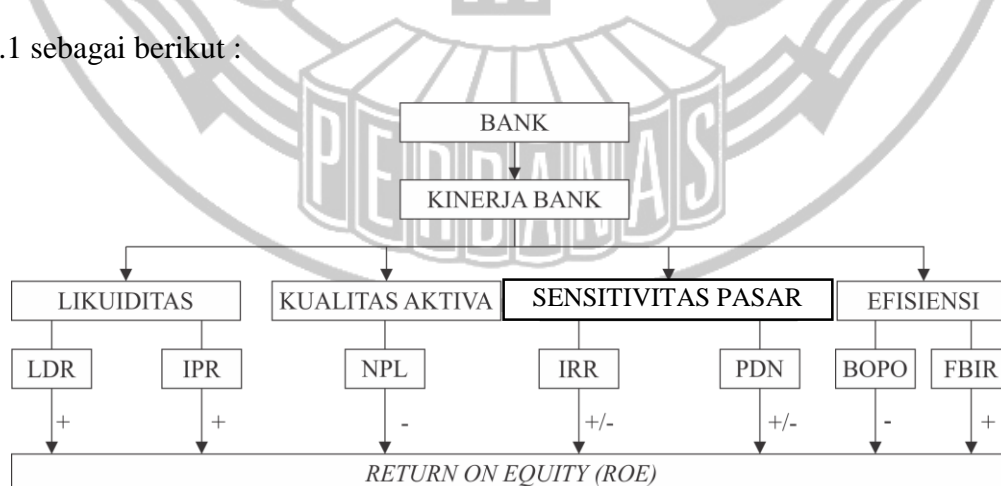 .1 sebagai berikut :
BANK
PERBANAS
KINERJA BANK
LIKUIDITAS KUALITAS AKTIVA SENSITIVITAS PASAR EFISIENSI
LDR IPR NPL IRR PDN BOPO FBIR
+ + - +/- +/- - +
RETURN ON EQUITY (ROE)